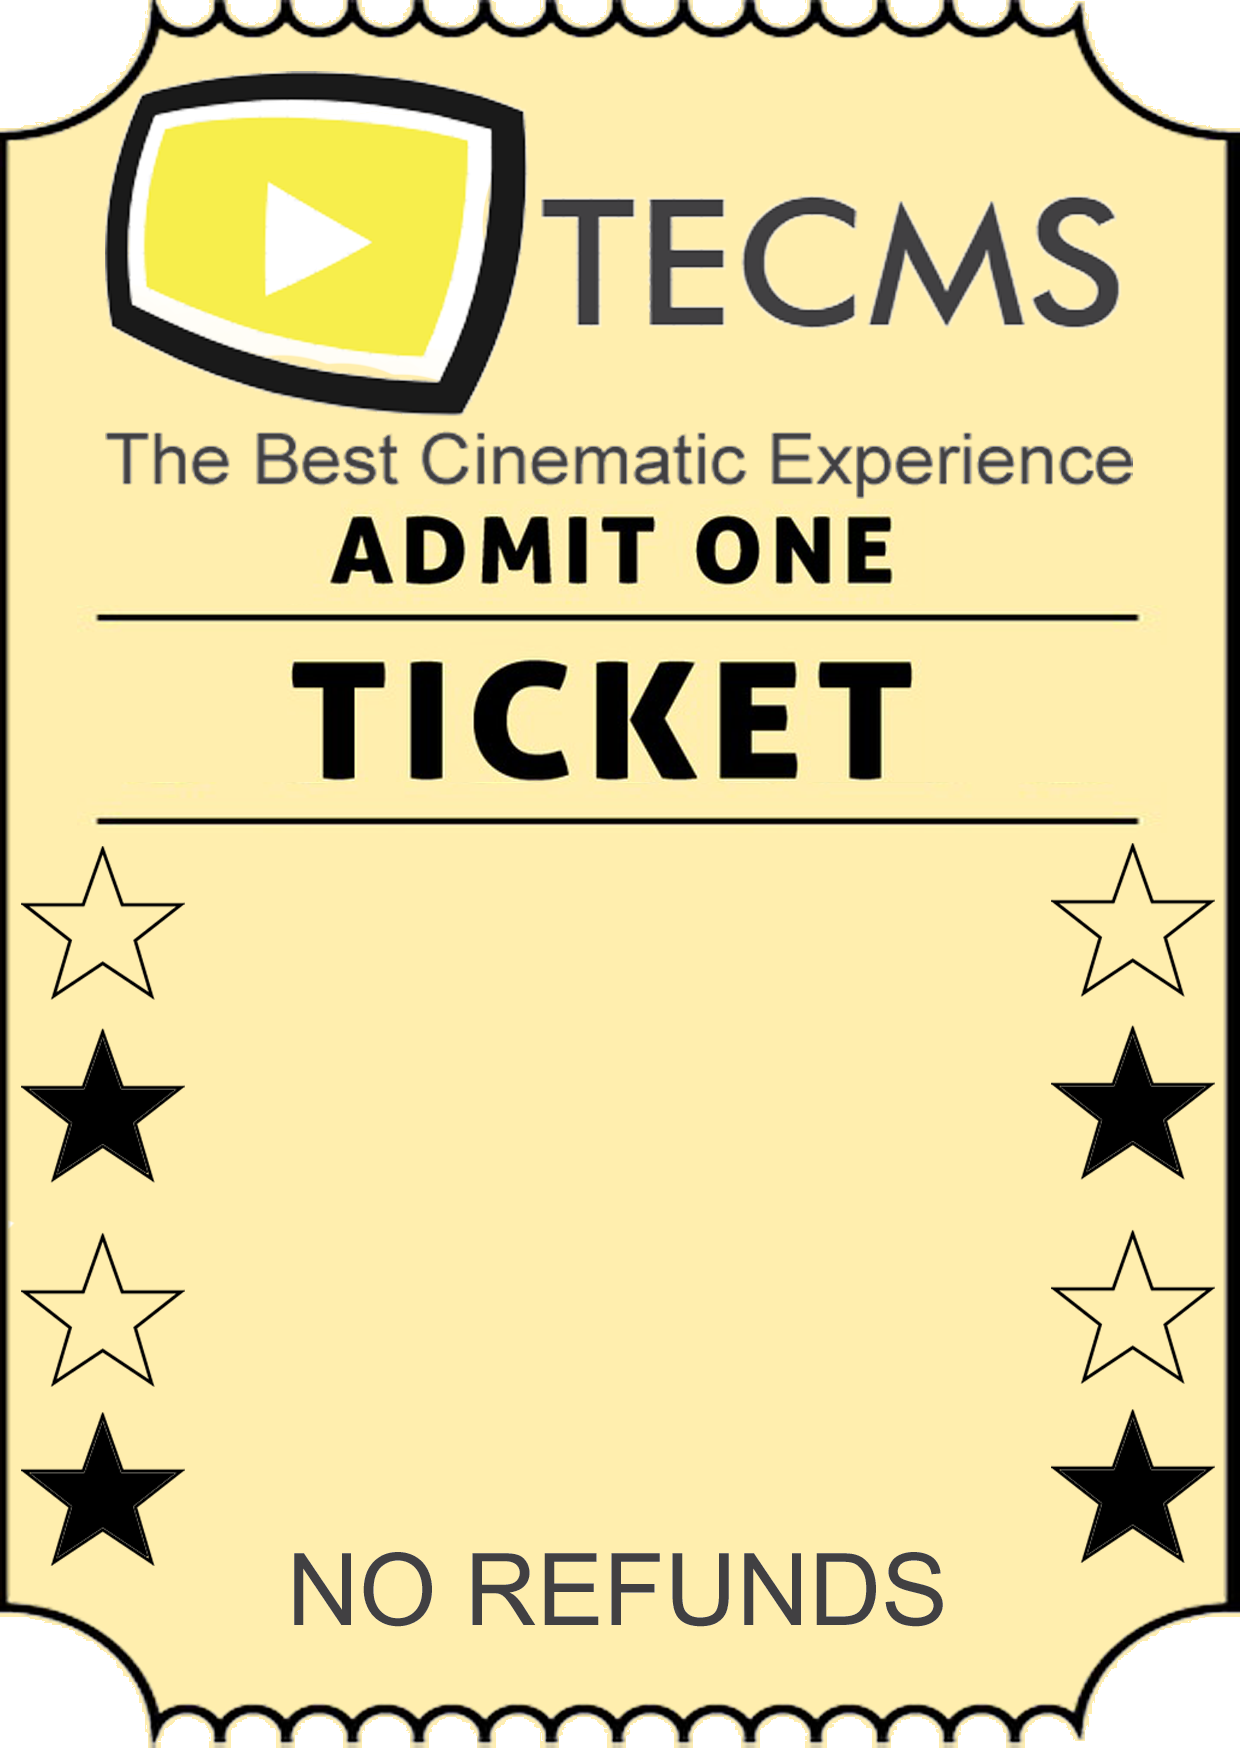 TECMS
The Best Cinematic Experience
ADMIT ONE
TICKET
NO REFUNDS